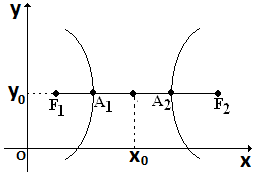 y
y₀
F₁ A₁ A₂ F₂
O x₀ x